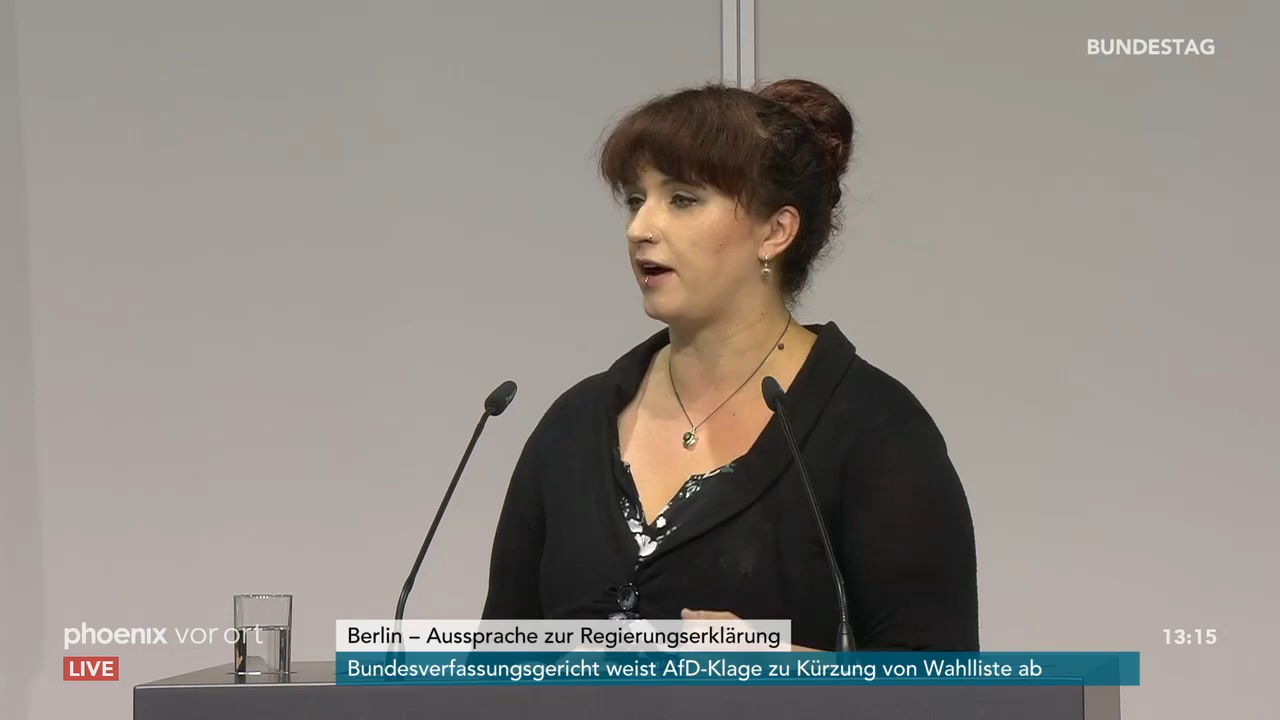 BUNDESTAG
phoenix vor ort
LIVE
Berlin – Aussprache zur Regierungserklärung
Bundesverfassungsgericht weist AfD-Klage zu Kürzung von Wahlliste ab
13:15